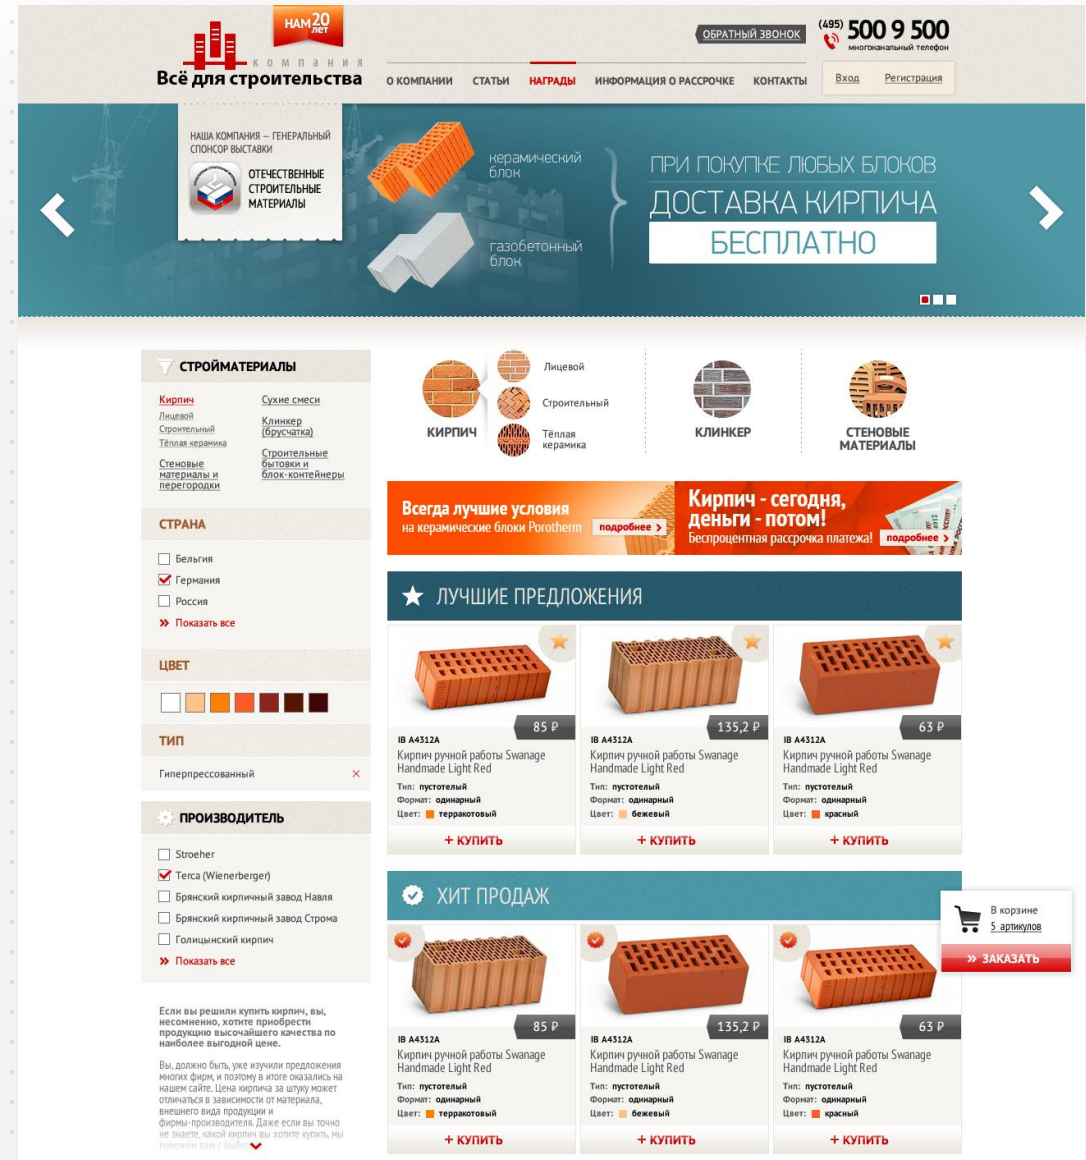 НАМ 20 лет
компания
Всё для строительства
ОБРАТНЫЙ ЗВОНОК
(495) 500 9 500
многоканальный телефон
О КОМПАНИИ СТАТЬИ НАГРАДЫ ИНФОРМАЦИЯ О РАССРОЧКЕ КОНТАКТЫ
Вход Регистрация
НАША КОМПАНИЯ – ГЕНЕРАЛЬНЫЙ
СПОНСОР ВЫСТАВКИ
ОТЕЧЕСТВЕННЫЕ
СТРОИТЕЛЬНЫЕ
МАТЕРИАЛЫ
керамический
блок
газобетонный
блок
ПРИ ПОКУПКЕ ЛЮБЫХ БЛОКОВ
ДОСТАВКА КИРПИЧА
БЕСПЛАТНО
СТРОЙМАТЕРИАЛЫ
Кирпич
Лицевой
Строительный
Тёплая керамика
Стеновые
материалы и
перегородки
Сухие смеси
Клинкер
(брусчатка)
Строительные
бытовки и
блок-контейнеры
СТРАНА
Бельгия
Германия
Россия
Показать все
ЦВЕТ
ТИП
Гиперпрессованный
ПРОИЗВОДИТЕЛЬ
Stroeher
Terca (Wienerberger)
Брянский кирпичный завод Навля
Брянский кирпичный завод Строма
Голицынский кирпич
Показать все
Если вы решили купить кирпич, вы,
несомненно, хотите приобрести
продукцию высочайшего качества по
наиболее выгодной цене.
Вы, должно быть, уже изучили предложения
многих фирм, и поэтому в итоге оказались на
нашем сайте. Цена кирпича за штуку может
отличаться в зависимости от материала,
внешнего вида продукции и
фирмы-производителя. Даже если вы точно
не знаете, какой кирпич вы хотите купить, мы
поможем вам с выбо
КИРПИЧ
Лицевой
Строительный
Тёплая
керамика
КЛИНКЕР
СТЕНОВЫЕ
МАТЕРИАЛЫ
Всегда лучшие условия
на керамические блоки Porotherm
подробнее
Кирпич - сегодня,
деньги - потом!
Беспроцентная рассрочка платежа!
подробнее
ЛУЧШИЕ ПРЕДЛОЖЕНИЯ
85 ₽
IB A4312A
Кирпич ручной работы Swanage
Handmade Light Red
Тип: пустотелый
Формат: одинарный
Цвет: терракотовый
+ КУПИТЬ
135,2 ₽
IB A4312A
Кирпич ручной работы Swanage
Handmade Light Red
Тип: пустотелый
Формат: одинарный
Цвет: бежевый
+ КУПИТЬ
63 ₽
IB A4312A
Кирпич ручной работы Swanage
Handmade Light Red
Тип: пустотелый
Формат: одинарный
Цвет: красный
+ КУПИТЬ
ХИТ ПРОДАЖ
85 ₽
IB A4312A
Кирпич ручной работы Swanage
Handmade Light Red
Тип: пустотелый
Формат: одинарный
Цвет: терракотовый
+ КУПИТЬ
135,2 ₽
IB A4312A
Кирпич ручной работы Swanage
Handmade Light Red
Тип: пустотелый
Формат: одинарный
Цвет: бежевый
+ КУПИТЬ
63 ₽
IB A4312A
Кирпич ручной работы Swanage
Handmade Light Red
Тип: пустотелый
Формат: одинарный
Цвет: красный
+ КУПИТЬ
В корзине
5 артикулов
ЗАКАЗАТЬ